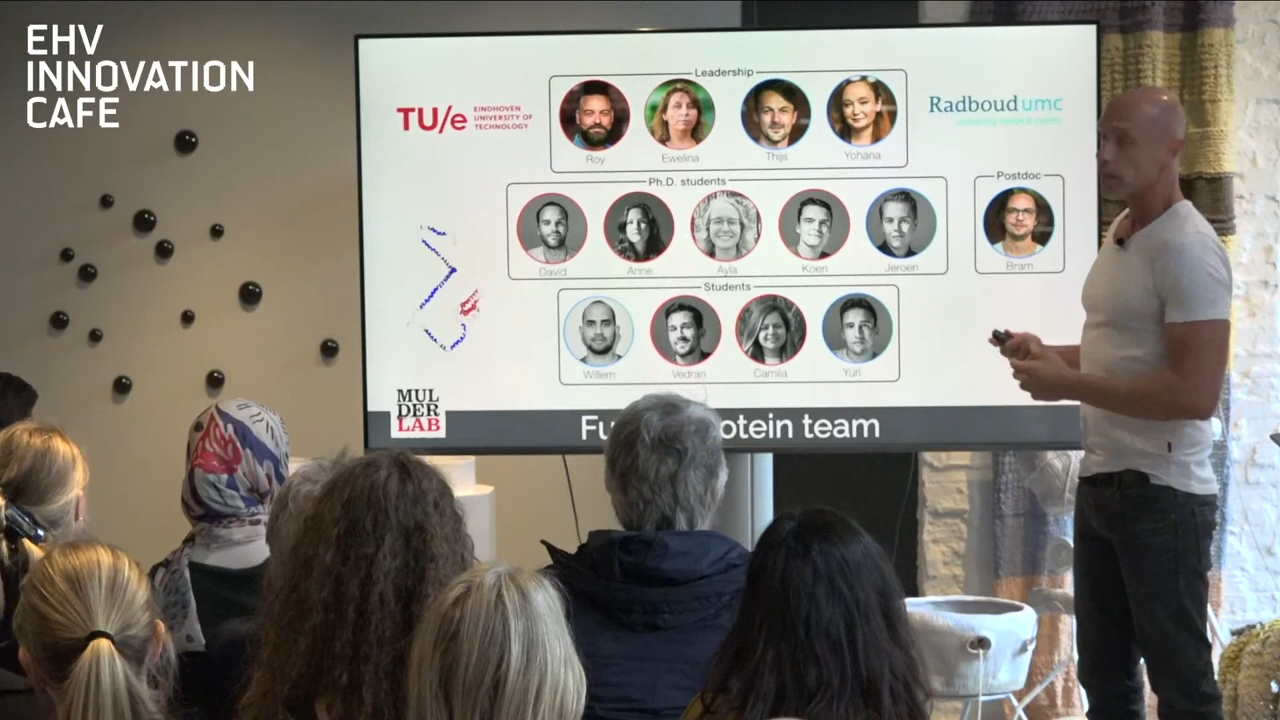 EHV
INNOVATION
CAFE
Leadership
TU/e
EINDHOVEN
UNIVERSITY OF
TECHNOLOGY
Radboudumc
Roy
Ewelina
Thijs
Yohana
Ph.D. students
Postdoc
David
Anne
Ayla
Koen
Jeroen
Bram
Students
Willem
Vedran
Camila
Yuri
MUL
DER
LAB
team